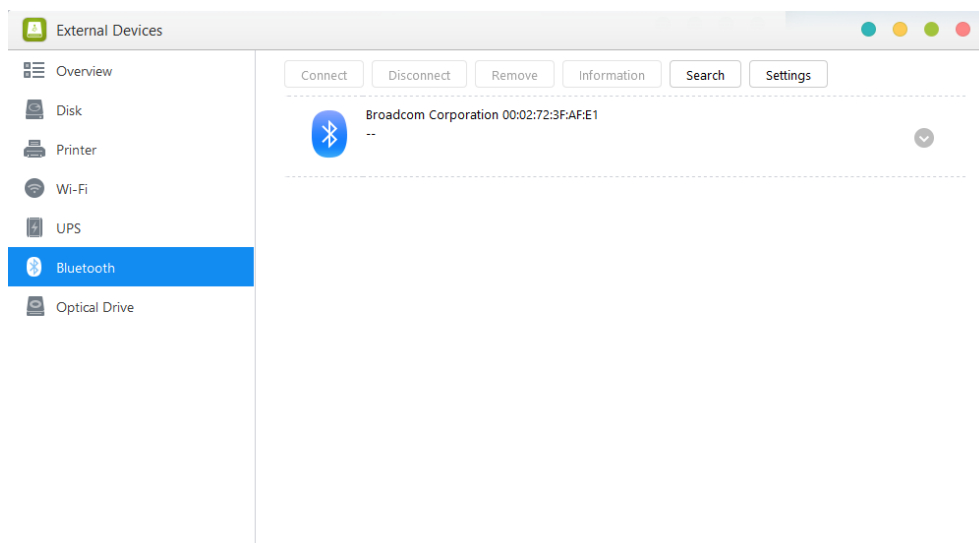 External Devices
Overview
Disk
Printer
Wi-Fi
UPS
Bluetooth
Optical Drive
Connect Disconnect Remove Information Search Settings
Broadcom Corporation 00:02:72:3F:AF:E1
--